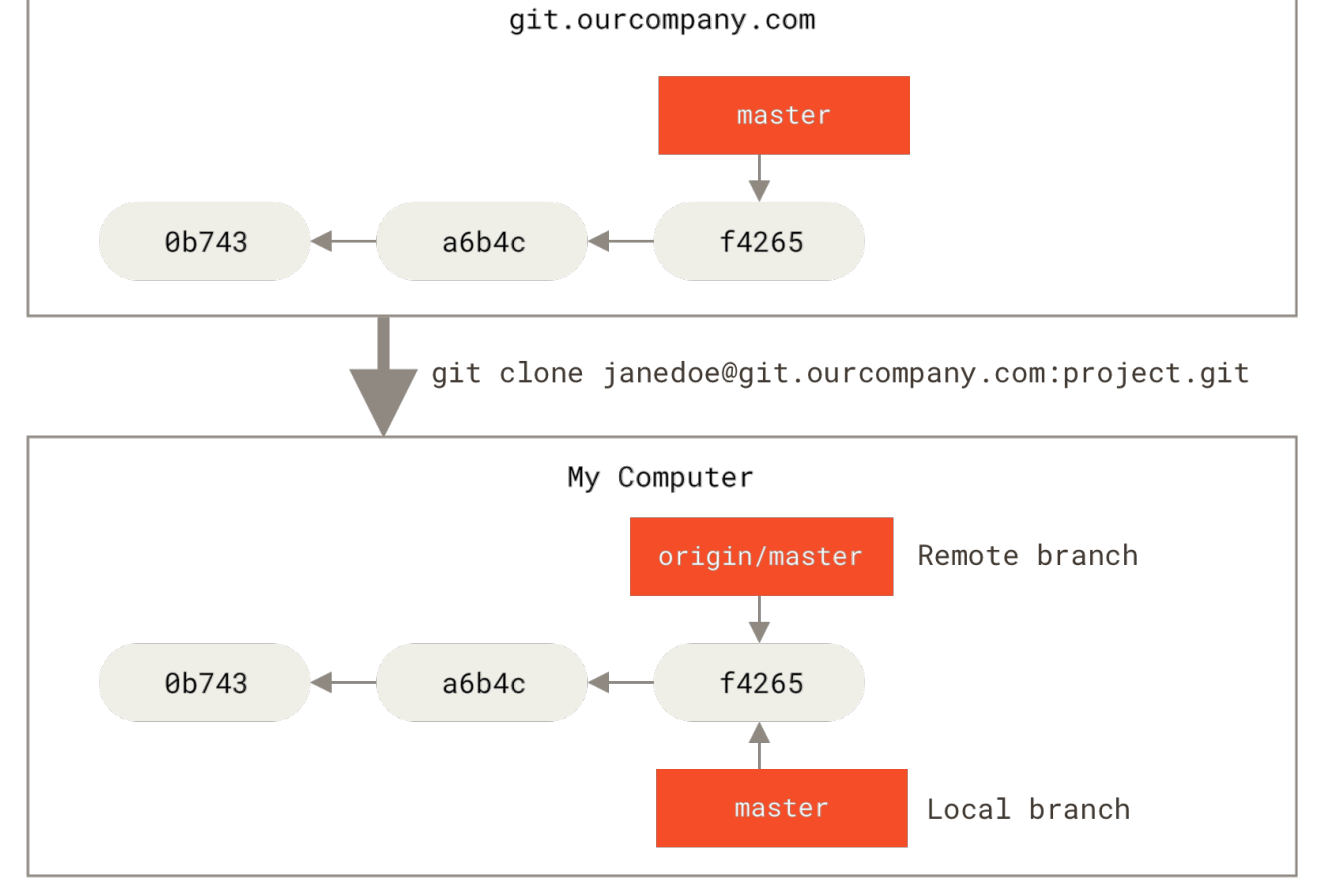 git.ourcompany.com
master
0b743 a6b4c f4265
git clone janedoe@git.ourcompany.com:project.git
My Computer
origin/master Remote branch
0b743 a6b4c f4265
master Local branch